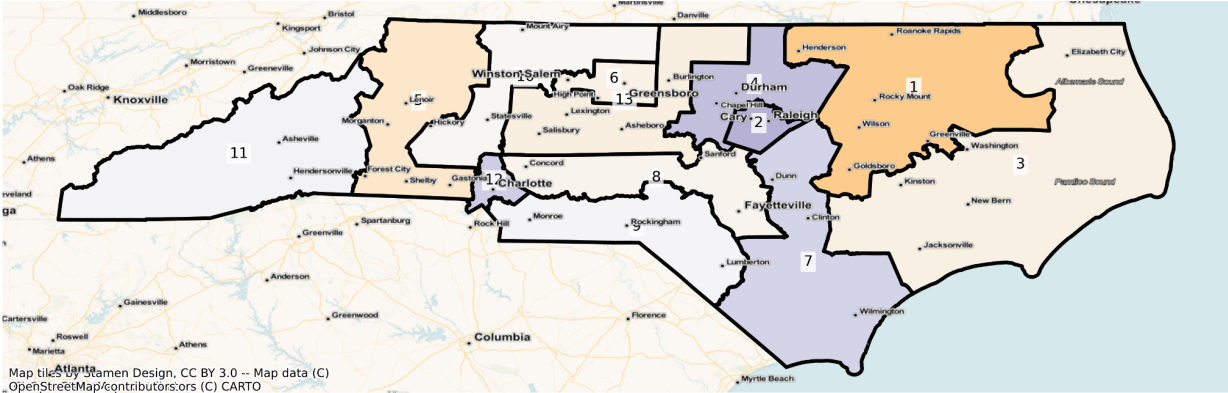 Chesapeake
Martinsville
Middlesboro
Bristol
Danville
Kingsport
Mount Airy
Roanoke Rapids
Johnson City
Henderson
Elizabeth City
Morristown
Greeneville
Winston-Salem
10
6
Burlington
4
Durham
1
Albemarle Sound
Oak Ridge
Knoxville
Lenoir
5
High Point
13
Greensboro
Chapel Hill
Rocky Mount
Morganton
Hickory
Statesville
Lexington
Cary
2
Raleigh
Salisbury
Asheboro
Wilson
Greenville
Asheville
11
Washington
Athens
Sanford
3
Concord
Forest City
Hendersonville
Goldsboro
8
Dunn
Gastonia
12
Charlotte
Shelby
Kinston
Pamlico Sound
eveland
ga
New Bern
Fayetteville
Clinton
Monroe
Rockingham
9
Spartanburg
Rock Hill
Greenville
Jacksonville
Lumberton
7
Anderson
Gainesville
Wilmington
Cartersville
Greenwood
Florence
Roswell
Columbia
Athens
Marietta
Atlanta
Map tiles by Stamen Design, CC BY 3.0 -- Map data (C)
OpenStreetMap contributors (C) CARTO
Myrtle Beach